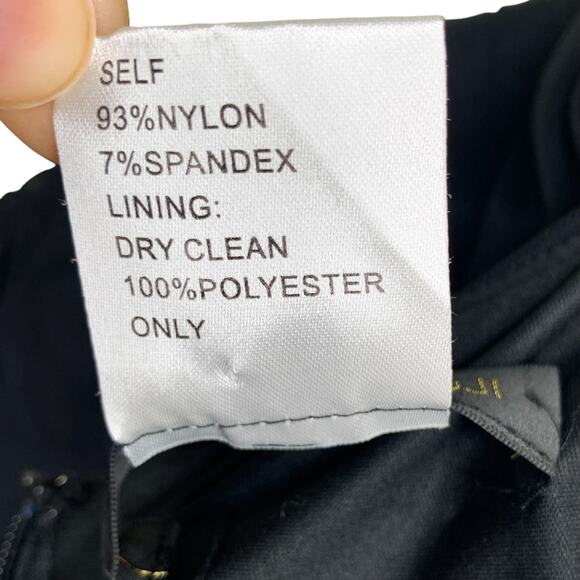 SELF
93%NYLON
7%SPANDEX
LINING:
DRY CLEAN
100%POLYESTER
ONLY